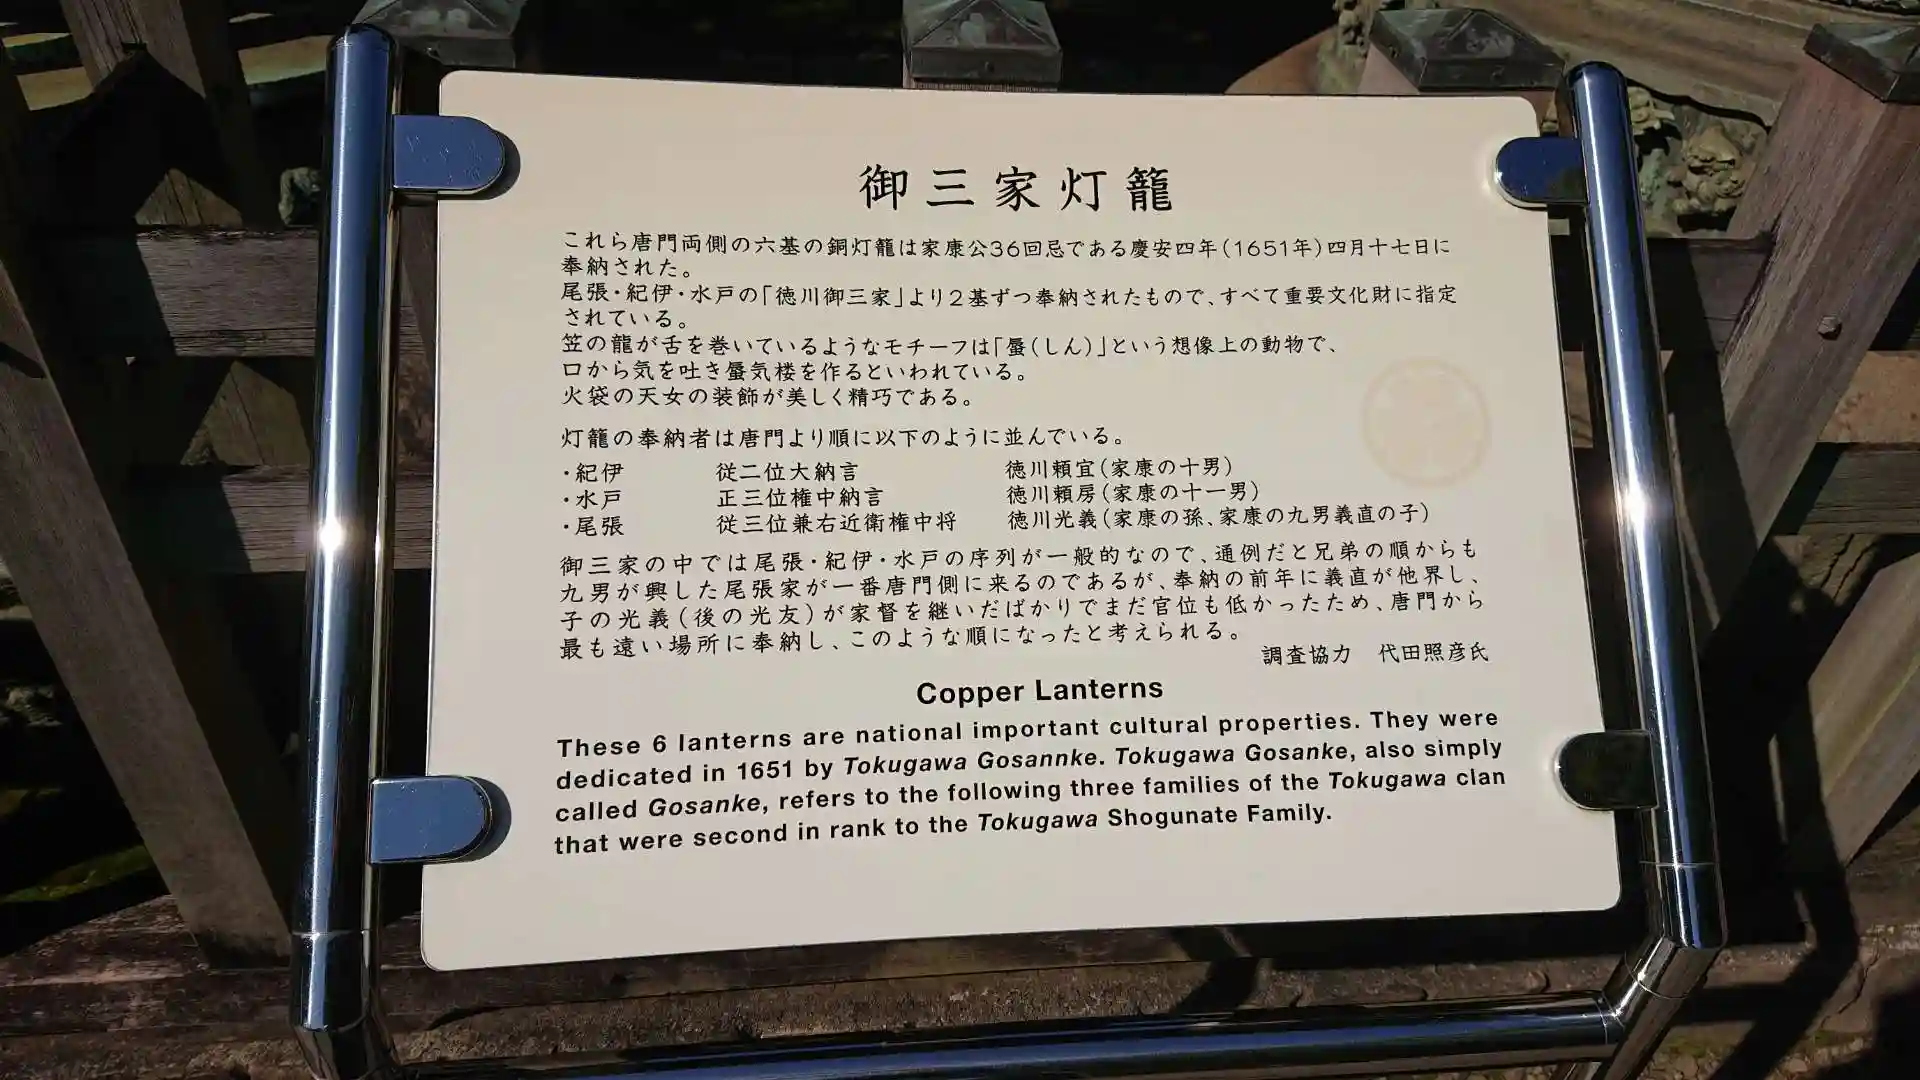 御三家灯籠
これら唐門両側の六基の銅灯籠は家康公36回忌である慶安四年(1651年)四月十七日に
奉納された。
尾張・紀伊・水戸の「徳川御三家」より2基ずつ奉納されたもので、すべて重要文化財に指定
されている。
笠の龍が舌を巻いているようなモチーフは「蜃(しん)」という想像上の動物で、
口から気を吐き蜃気楼を作るといわれている。
火袋の天女の装飾が美しく精巧である。
灯籠の奉納者は唐門より順に以下のように並んでいる。
・紀伊 従二位大納言 徳川頼宜(家康の十男)
・水戸 正三位権中納言 徳川頼房(家康の十一男)
・尾張 従三位兼右近衛権中将 徳川光義(家康の孫、家康の九男義直の子)
御三家の中では尾張・紀伊・水戸の序列が一般的なので、通例だと兄弟の順からも
九男が興した尾張家が一番唐門側に来るのであるが、奉納の前年に義直が他界し、
子の光義(後の光友)が家督を継いだばかりでまだ官位も低かったため、唐門から
最も遠い場所に奉納し、このような順になったと考えられる。
調査協力 代田照彦氏
Copper Lanterns
These 6 lanterns are national important cultural properties. They were
dedicated in 1651 by Tokugawa Gosannke. Tokugawa Gosanke, also simply
called Gosanke, refers to the following three families of the Tokugawa clan
that were second in rank to the Tokugawa Shogunate Family.